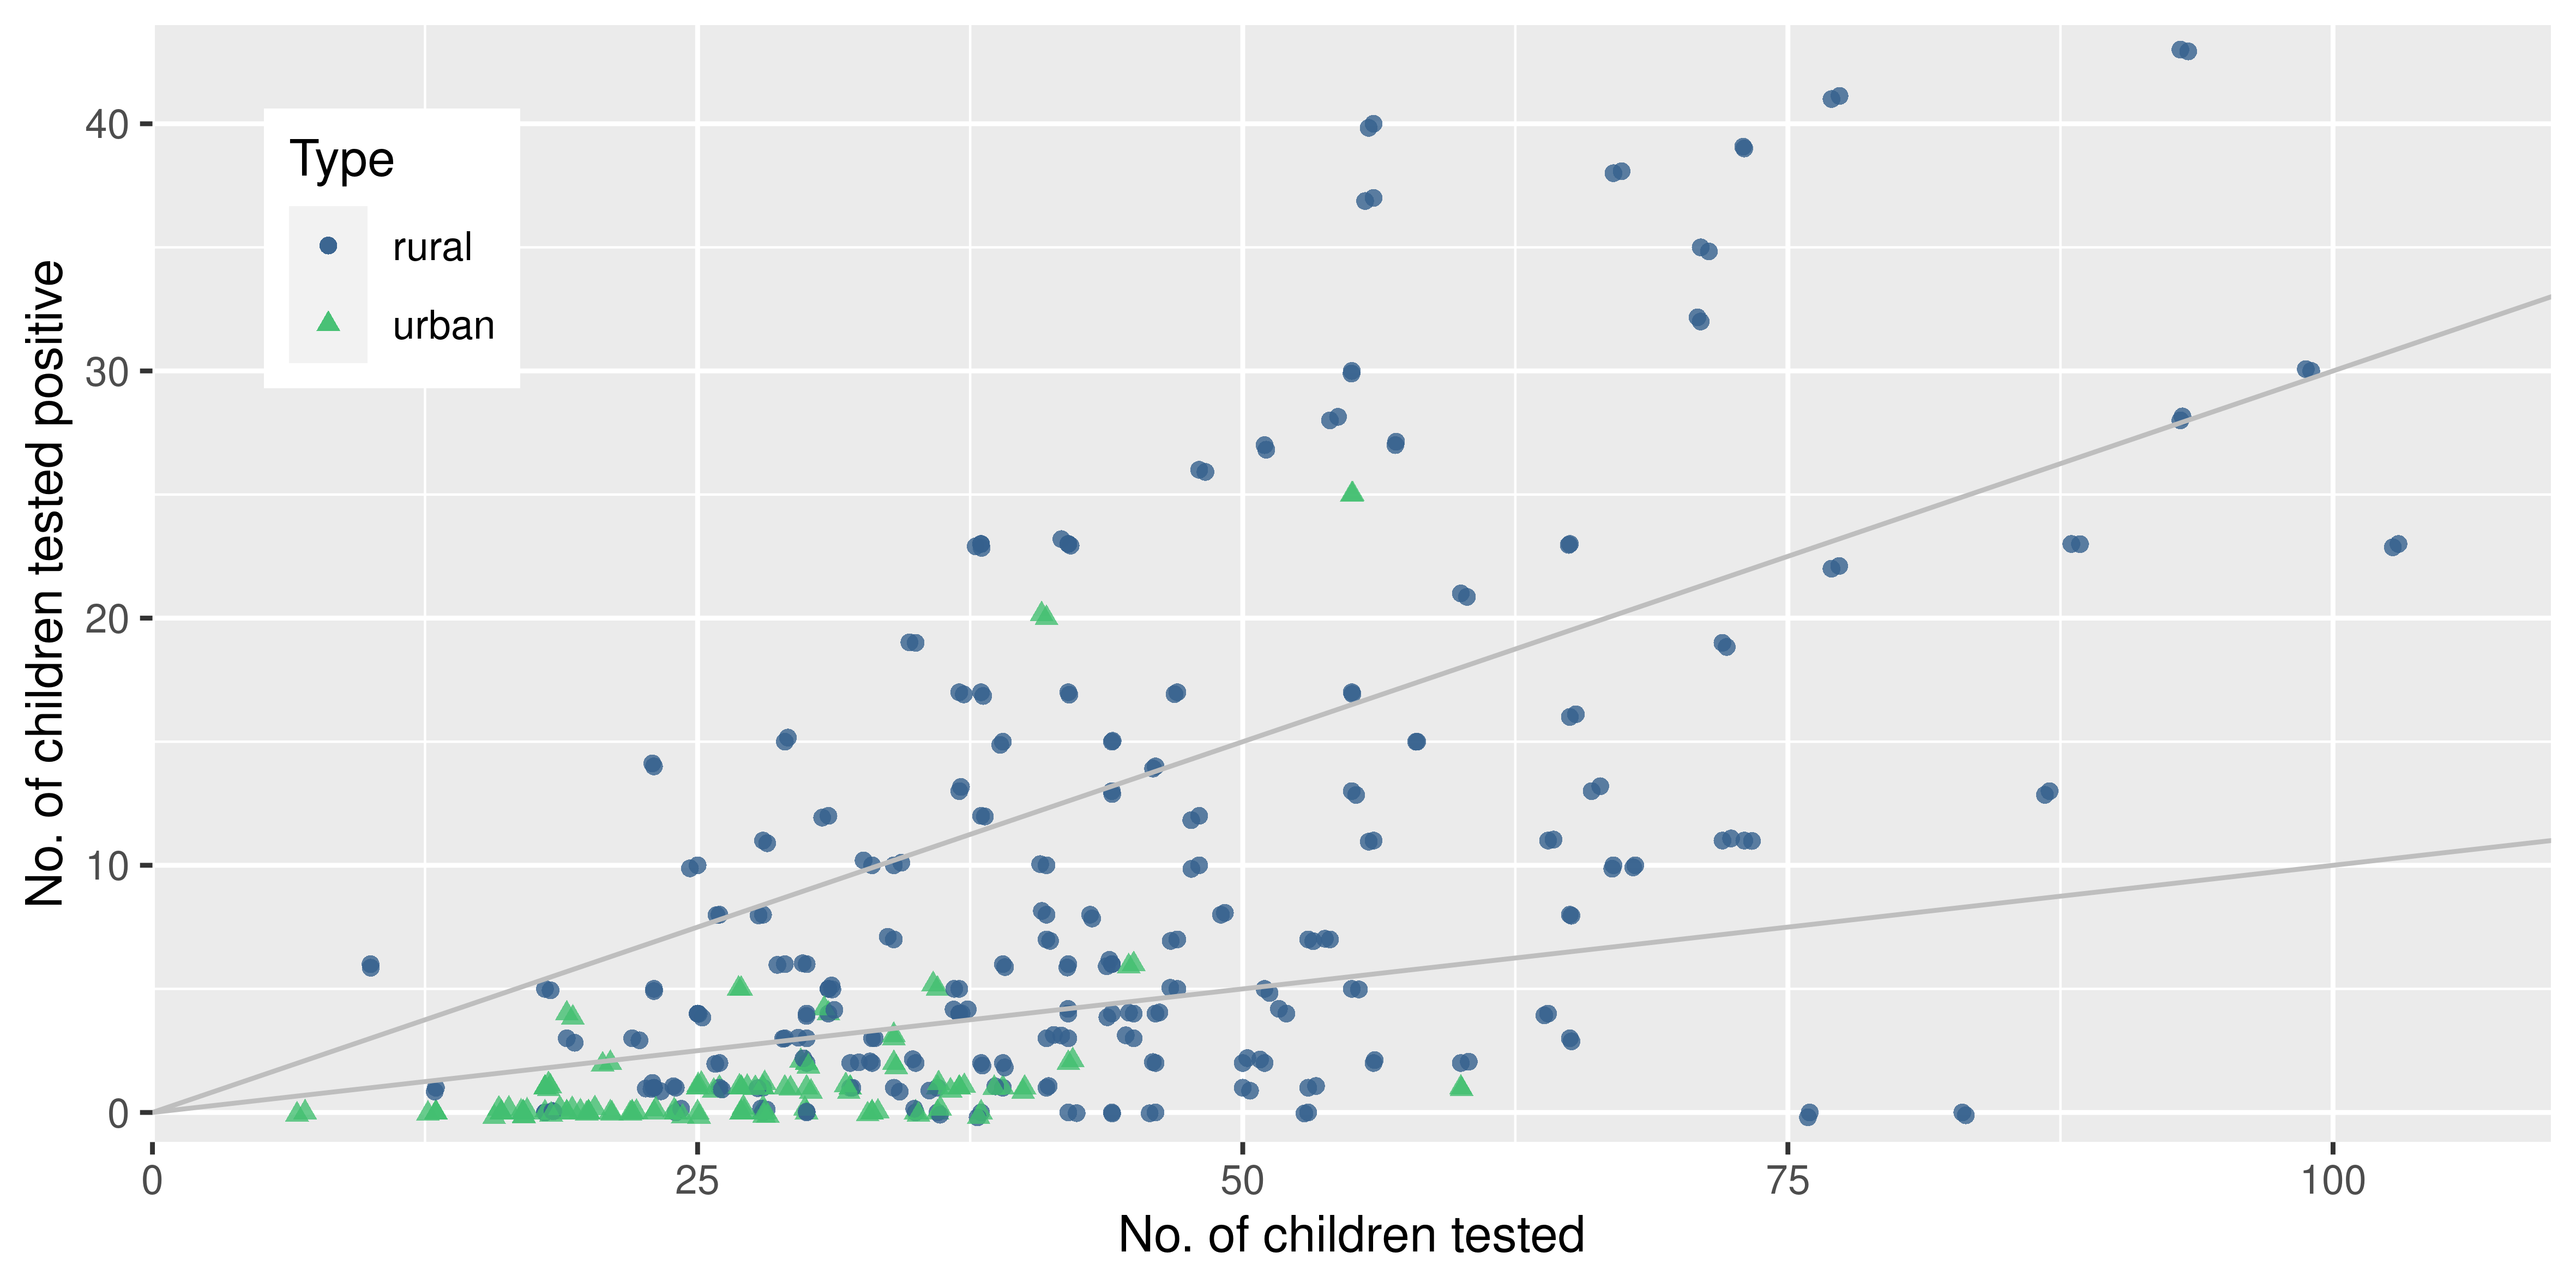 No. of children tested positive
40
30
20
10
0
Type
rural
urban
0 25 50 75 100
No. of children tested